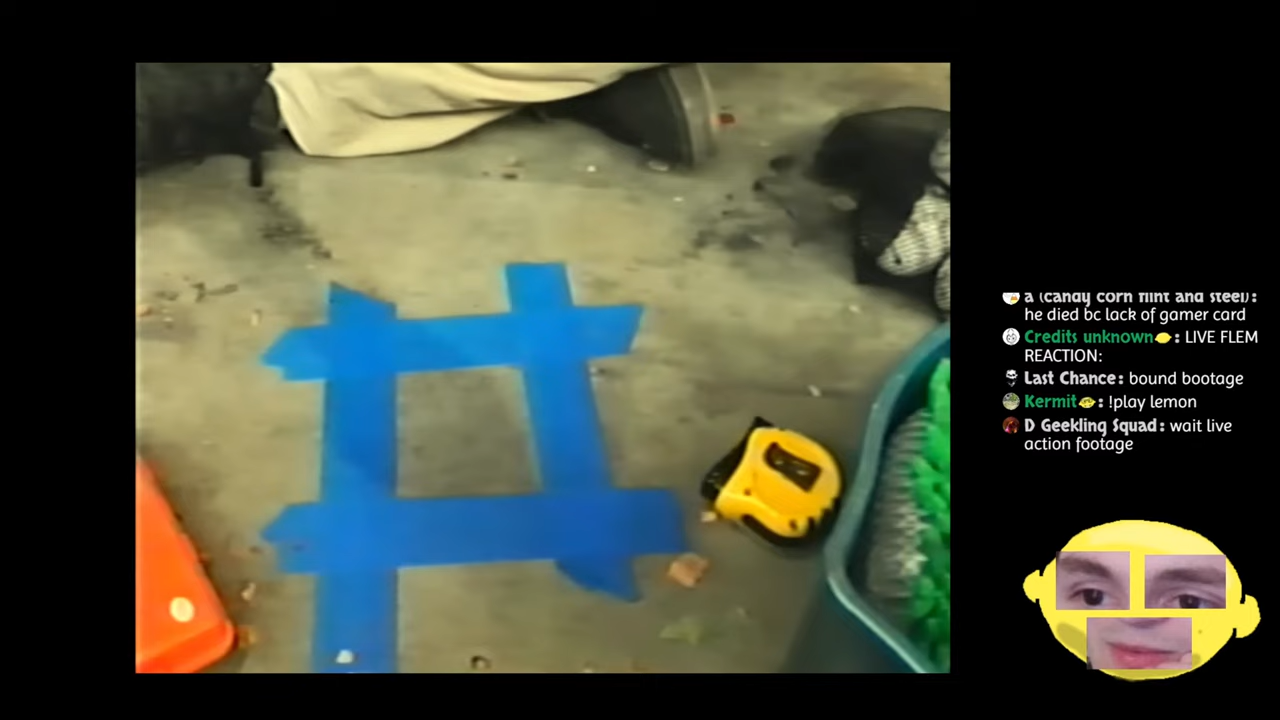 a (candy corn flint and steel):
he died bc lack of gamer card
Credits unknown: LIVE FLEM
REACTION:
Last Chance: bound bootage
Kermit: !play lemon
D Geekling Squad: wait live
action footage